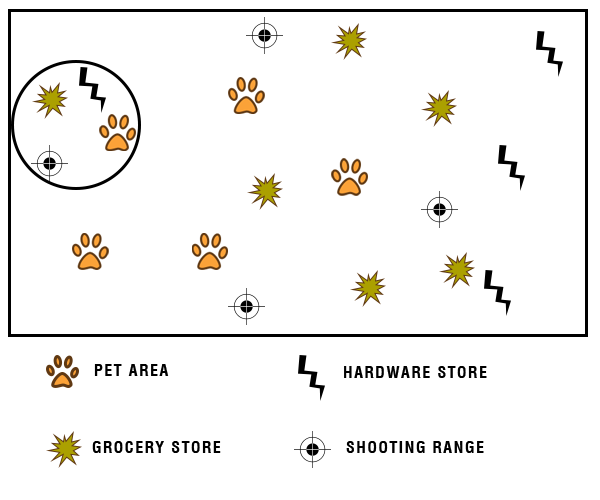 PET AREA
HARDWARE STORE
GROCERY STORE
SHOOTING RANGE